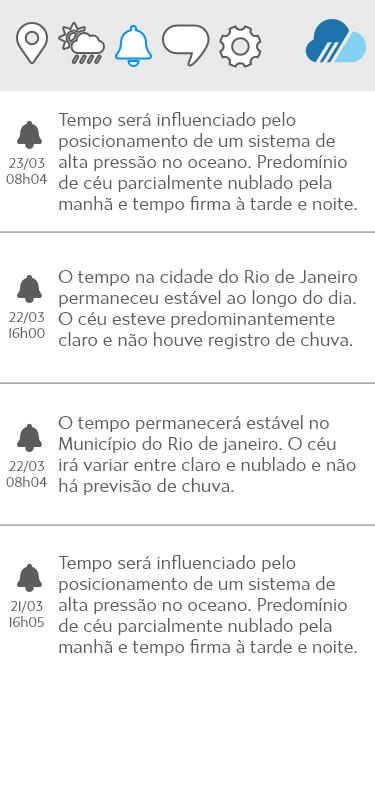 23/03
08h04
Tempo será influenciado pelo
posicionamento de um sistema de
alta pressão no oceano. Predomínio
de céu parcialmente nublado pela
manhã e tempo firma à tarde e noite.
22/03
16h00
O tempo na cidade do Rio de Janeiro
permaneceu estável ao longo do dia.
O céu esteve predominantemente
claro e não houve registro de chuva.
22/03
08h04
O tempo permanecerá estável no
Município do Rio de janeiro. O céu
irá variar entre claro e nublado e não
há previsão de chuva.
21/03
16h05
Tempo será influenciado pelo
posicionamento de um sistema de
alta pressão no oceano. Predomínio
de céu parcialmente nublado pela
manhã e tempo firma à tarde e noite.